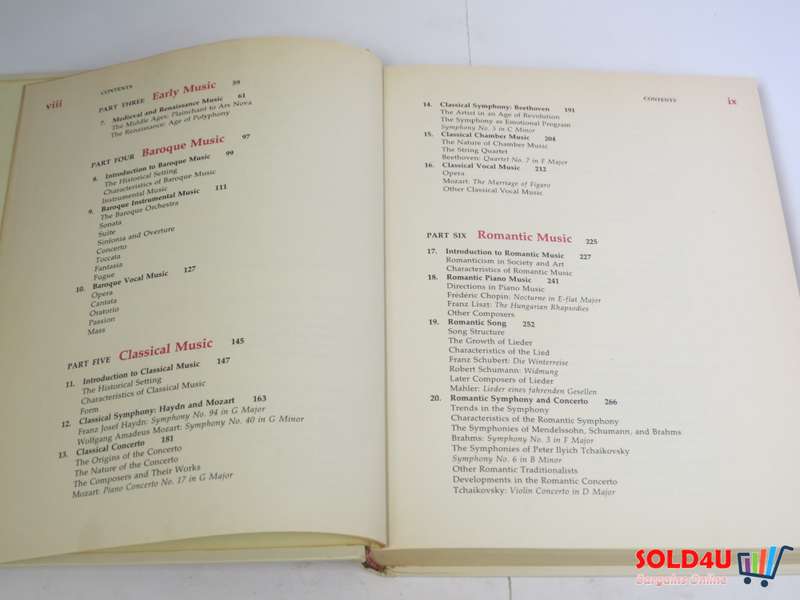 viii
CONTENTS
PART THREE Early Music 59
7. Medieval and Renaissance Music 61
The Middle Ages: Plainchant to Ars Nova
The Renaissance: Age of Polyphony
PART FOUR Baroque Music 97
8. Introduction to Baroque Music 99
The Historical Setting
Characteristics of Baroque Music
Instrumental Music
9. Baroque Instrumental Music 111
The Baroque Orchestra
Sonata
Suite
Sinfonia and Overture
Concerto
Toccata
Fantasia
Fugue
10. Baroque Vocal Music 127
Opera
Cantata
Oratorio
Passion
Mass
PART FIVE Classical Music 145
11. Introduction to Classical Music 147
The Historical Setting
Characteristics of Classical Music
Form
12. Classical Symphony: Haydn and Mozart 163
Franz Josef Haydn: Symphony No. 94 in G Major
Wolfgang Amadeus Mozart: Symphony No. 40 in G Minor
13. Classical Concerto 181
The Origins of the Concerto
The Nature of the Concerto
The Composers and Their Works
Mozart: Piano Concerto No. 17 in G Major
CONTENTS ix
14. Classical Symphony: Beethoven 191
The Artist in an Age of Revolution
The Symphony as Emotional Program
Symphony No. 5 in C Minor
15. Classical Chamber Music 204
The Nature of Chamber Music
The String Quartet
Beethoven: Quartet No. 7 in F Major
16. Classical Vocal Music 212
Opera
Mozart: The Marriage of Figaro
Other Classical Vocal Music
PART SIX Romantic Music 225
17. Introduction to Romantic Music 227
Romanticism in Society and Art
Characteristics of Romantic Music
18. Romantic Piano Music 241
Directions in Piano Music
Frédéric Chopin: Nocturne in E-flat Major
Franz Liszt: The Hungarian Rhapsodies
Other Composers
19. Romantic Song 252
Song Structure
The Growth of Lieder
Characteristics of the Lied
Franz Schubert: Die Winterreise
Robert Schumann: Widmung
Later Composers of Lieder
Mahler: Lieder eines fahrenden Gesellen
20. Romantic Symphony and Concerto 266
Trends in the Symphony
Characteristics of the Romantic Symphony
The Symphonies of Mendelssohn, Schumann, and Brahms
Brahms: Symphony No. 3 in F Major
The Symphonies of Peter Ilyich Tchaikovsky
Symphony No. 6 in B Minor
Other Romantic Traditionalists
Developments in the Romantic Concerto
Tchaikovsky: Violin Concerto in D Major
SOLD4U
Bargains Online